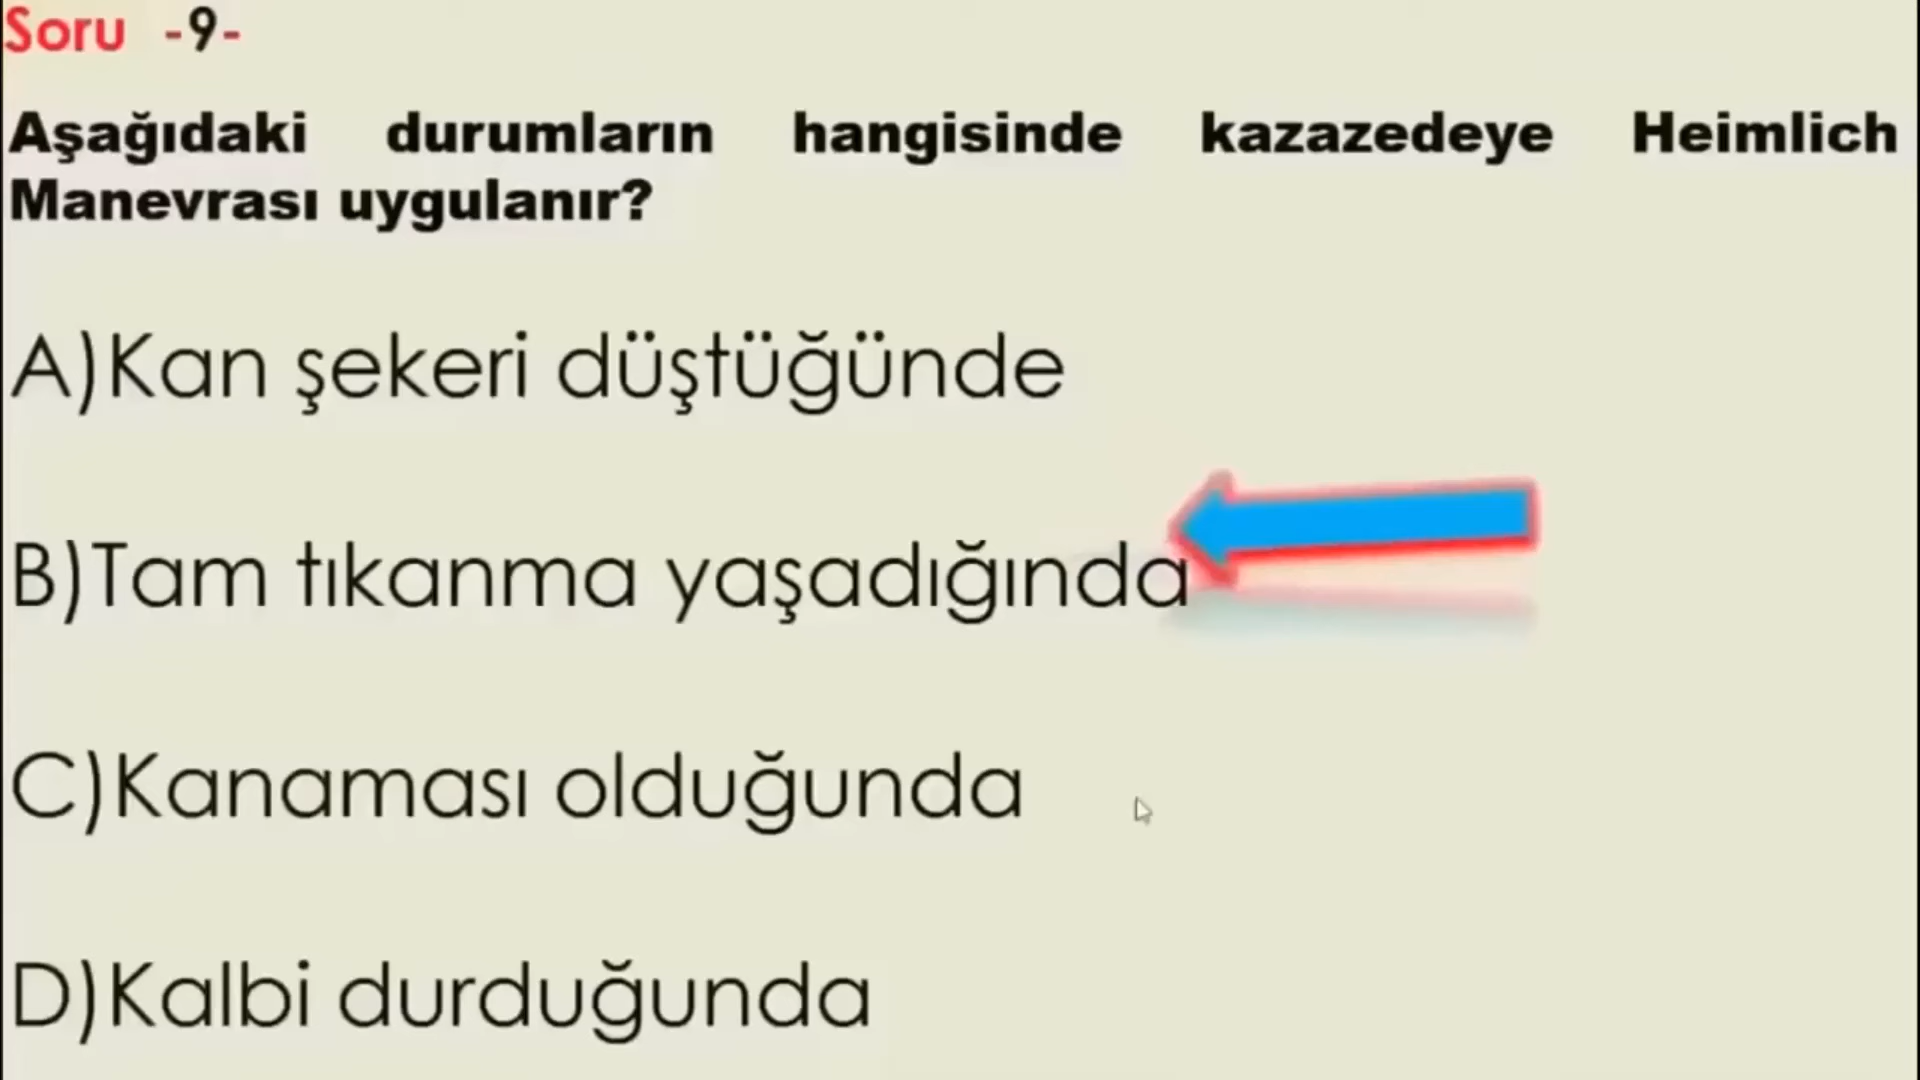 Soru -9-
Aşağıdaki durumların hangisinde kazazedeye Heimlich
Manevrası uygulanır?
A)Kan şekeri düştüğünde
B)Tam tıkanma yaşadığında
C)Kanaması olduğunda
D)Kalbi durduğunda